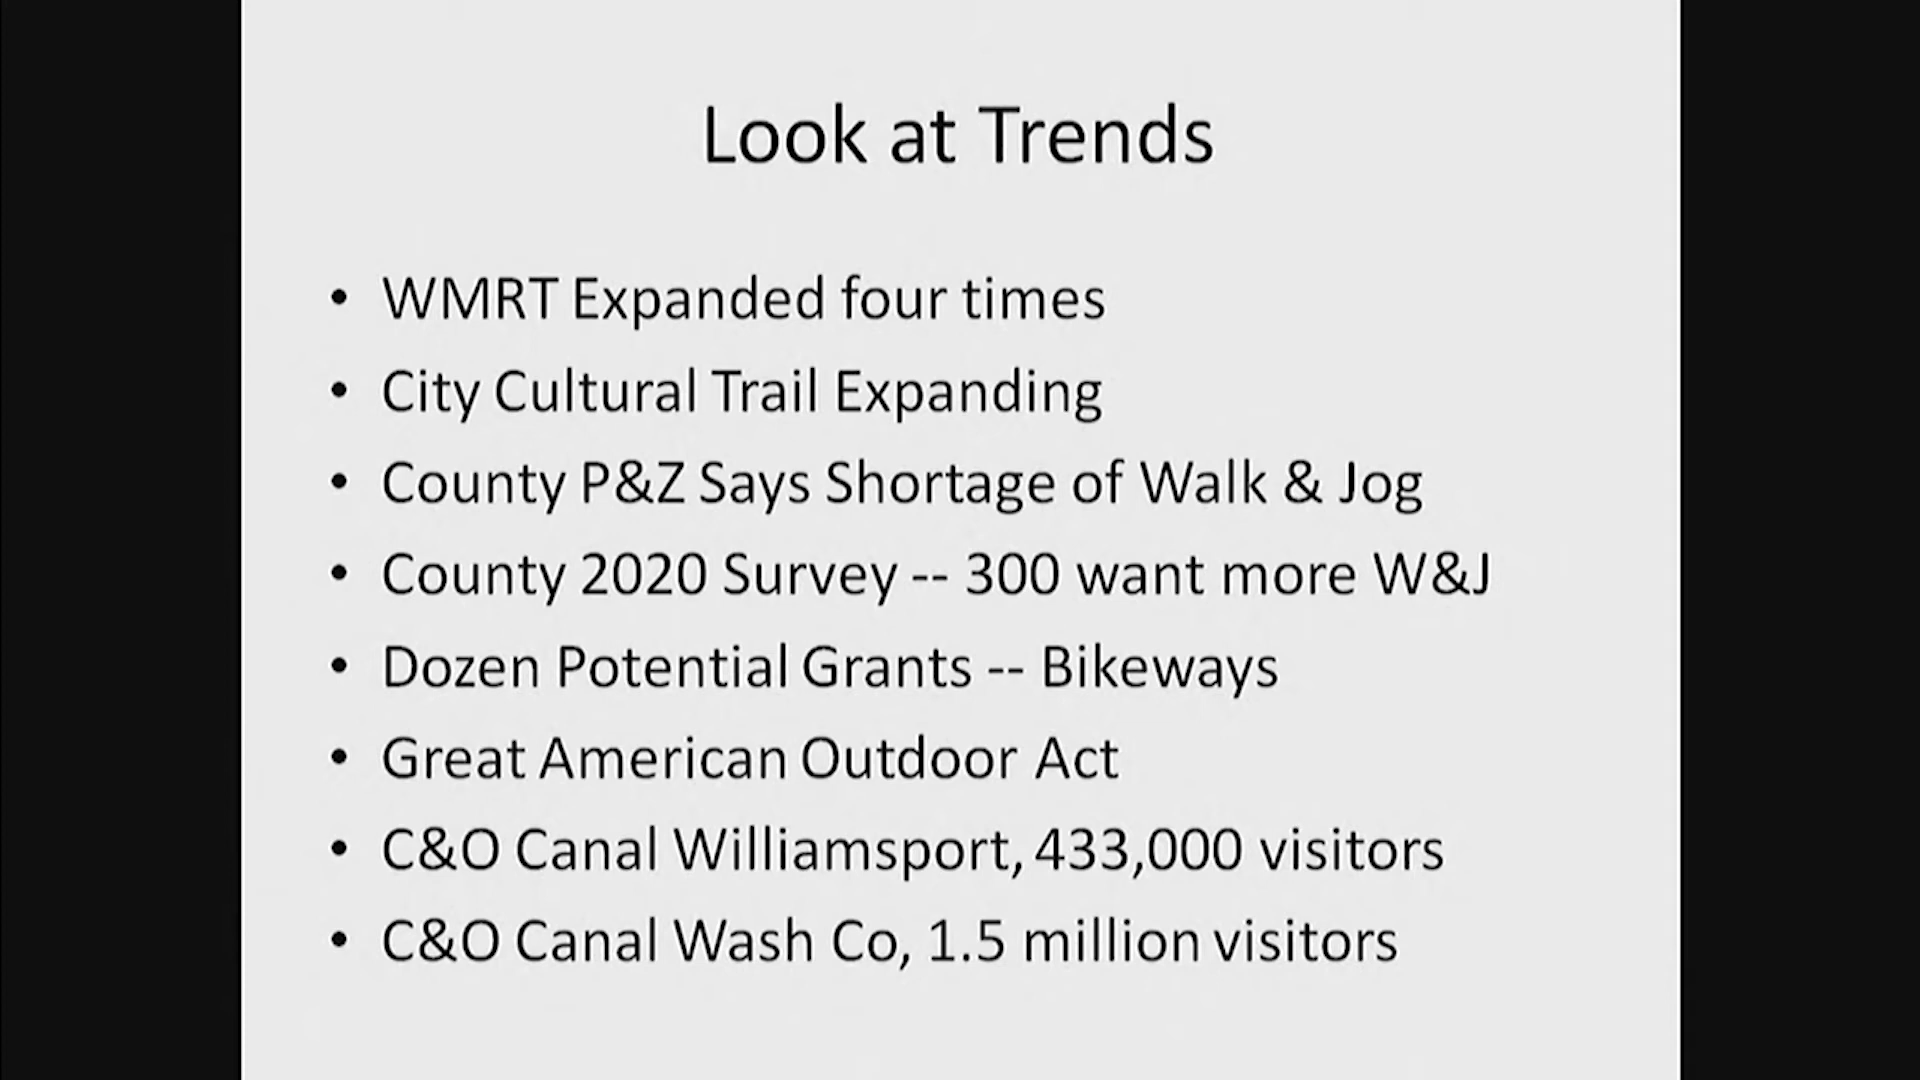 Look at Trends
• WMRT Expanded four times
• City Cultural Trail Expanding
• County P&Z Says Shortage of Walk & Jog
• County 2020 Survey -- 300 want more W&J
• Dozen Potential Grants -- Bikeways
• Great American Outdoor Act
• C&O Canal Williamsport, 433,000 visitors
• C&O Canal Wash Co, 1.5 million visitors